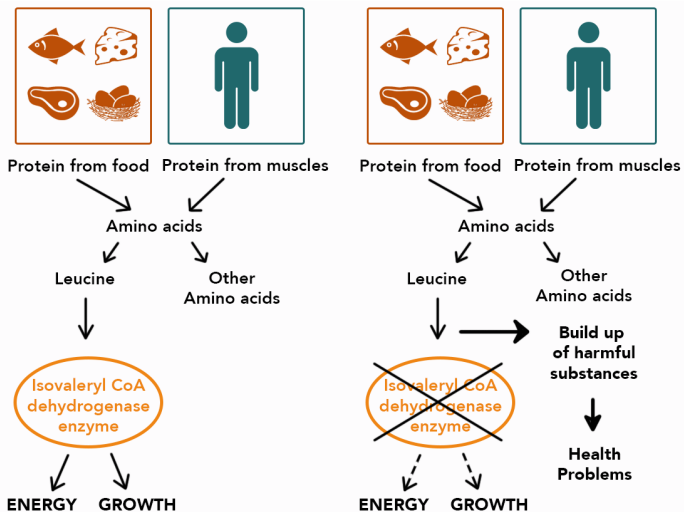 Protein from food
Protein from muscles
Amino acids
Leucine
Other
Amino acids
Isovaleryl CoA
dehydrogenase
enzyme
ENERGY
GROWTH
Protein from food
Protein from muscles
Amino acids
Leucine
Other
Amino acids
Build up
of harmful
substances
Isovaleryl CoA
dehydrogenase
enzyme
Health
Problems
ENERGY
GROWTH